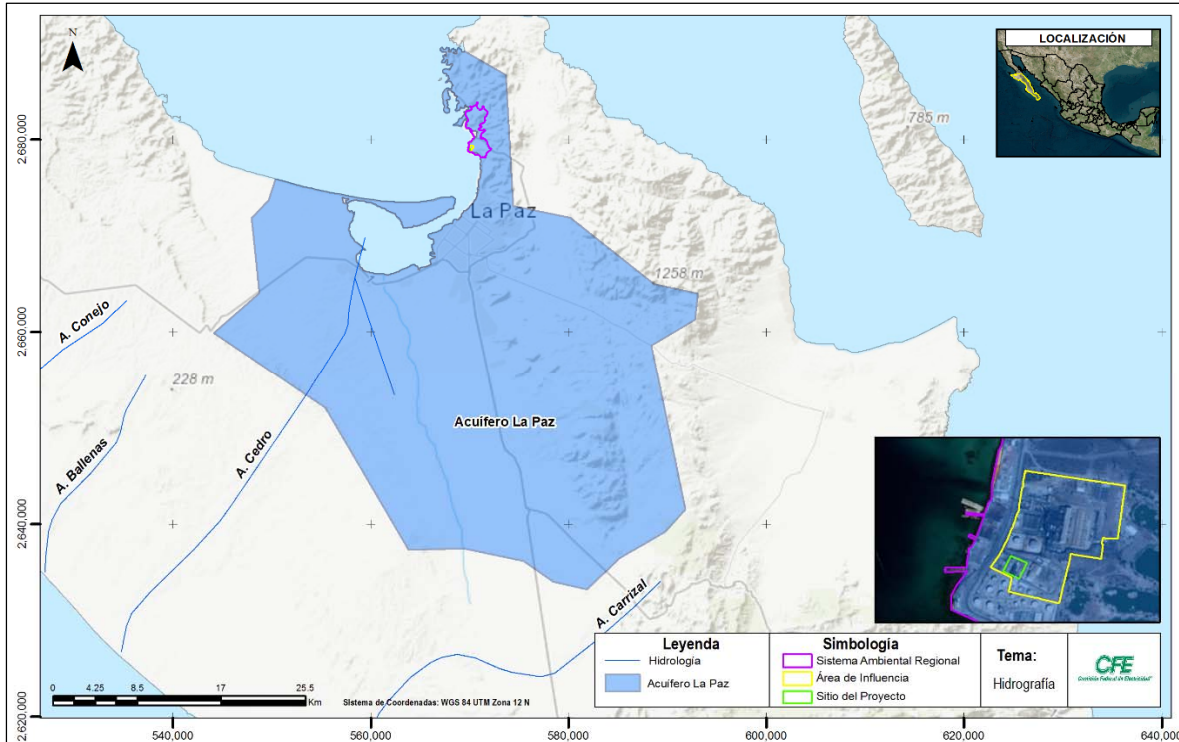 N
LOCALIZACIÓN
2.680.000
2.660.000
2.640.000
2.620.000
785 m
La Paz
1258 m
A. Conejo
228 m
A. Ballenas
A. Cedro
Acuífero La Paz
A. Carrizal
0 4.25 8.5 17 25.5
Km
Sistema de Coordenadas: WGS 84 UTM Zona 12 N
Leyenda
Hidrología
Acuífero La Paz
Simbología
Sistema Ambiental Regional
Área de Influencia
Sitio del Proyecto
Tema:
Hidrografía
CFE
Comisión Federal de Electricidad
540,000 560,000 580,000 600,000 620,000 640,000